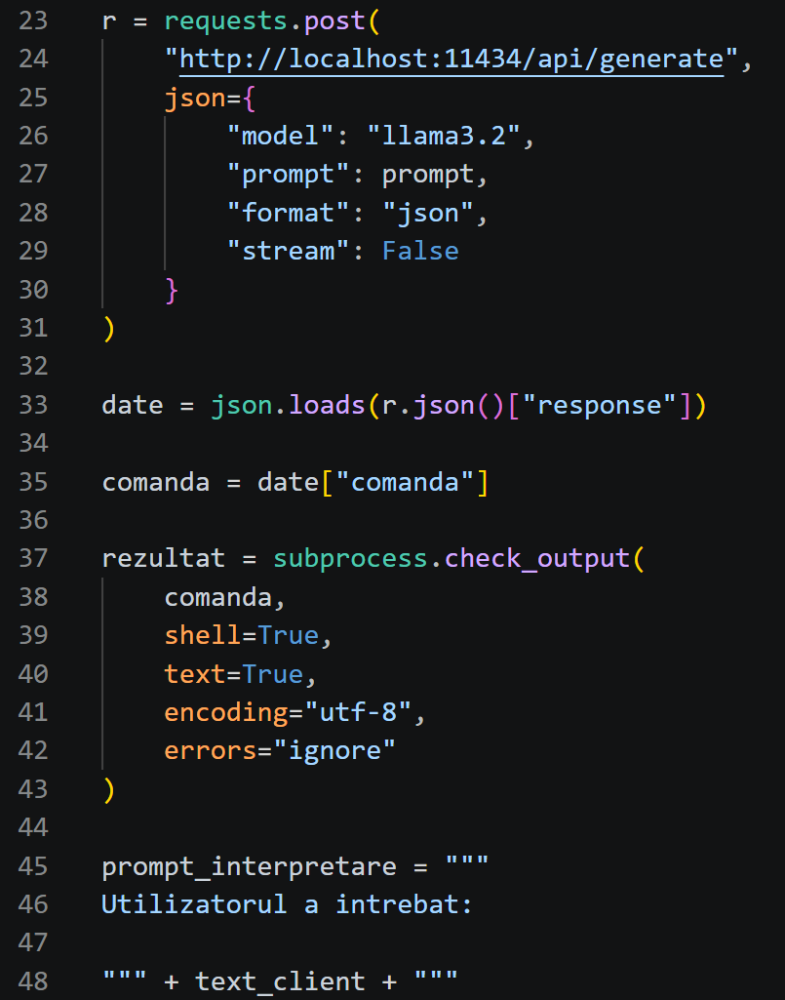 23 r = requests.post(
24     "http://localhost:11434/api/generate",
25     json={
26         "model": "llama3.2",
27         "prompt": prompt,
28         "format": "json",
29         "stream": False
30     }
31 )
32
33 date = json.loads(r.json()["response"])
34
35 comanda = date["comanda"]
36
37 rezultat = subprocess.check_output(
38     comanda,
39     shell=True,
40     text=True,
41     encoding="utf-8",
42     errors="ignore"
43 )
44
45 prompt_interpretare = """
46 Utilizatorul a intrebat:
47
48 """ + text_client + """